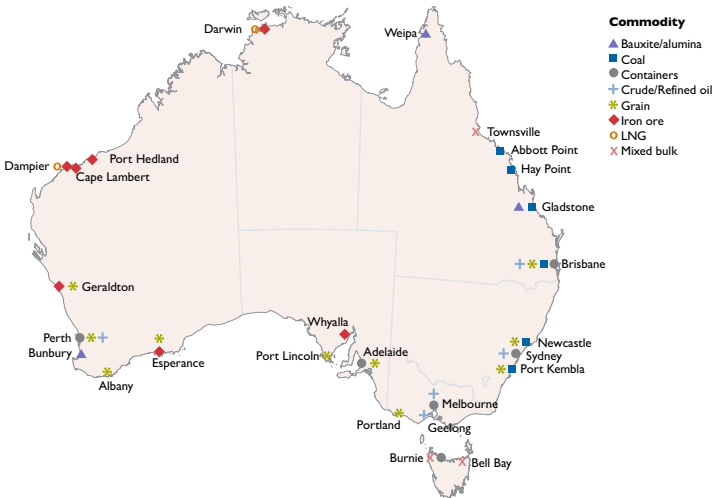 Commodity
Bauxite/alumina
Coal
Containers
Crude/Refined oil
Grain
Iron ore
LNG
Mixed bulk
Darwin
Weipa
Townsville
Abbott Point
Hay Point
Port Hedland
Dampier
Cape Lambert
Gladstone
Brisbane
Geraldton
Whyalla
Perth
Newcastle
Bunbury
Port Lincoln
Adelaide
Sydney
Esperance
Port Kembla
Albany
Melbourne
Portland
Geelong
Burnie
Bell Bay